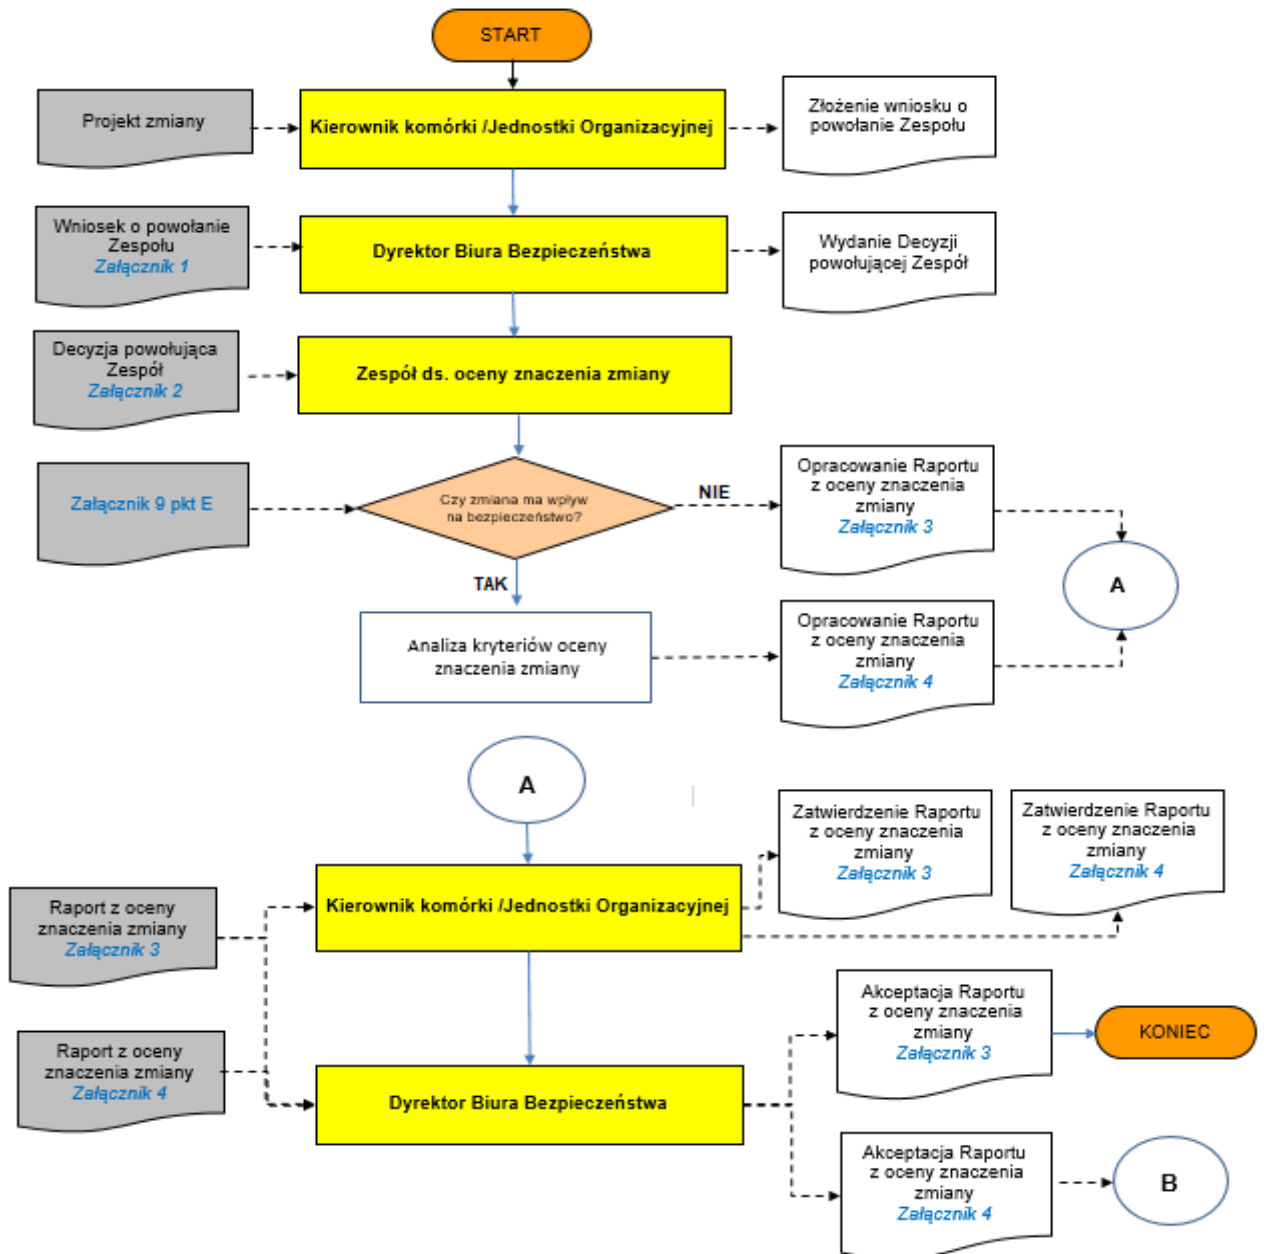 START
Projekt zmiany
Kierownik komórki /Jednostki Organizacyjnej
Złożenie wniosku o
powołanie Zespołu
Wniosek o powołanie
Zespołu
Załącznik 1
Dyrektor Biura Bezpieczeństwa
Wydanie Decyzji
powołującej Zespół
Decyzja powołująca
Zespół
Załącznik 2
Zespół ds. oceny znaczenia zmiany
Załącznik 9 pkt E
Czy zmiana ma wpływ
na bezpieczeństwo?
NIE
Opracowanie Raportu
z oceny znaczenia
zmiany
Załącznik 3
A
TAK
Analiza kryteriów oceny
znaczenia zmiany
Opracowanie Raportu
z oceny znaczenia
zmiany
Załącznik 4
A
Zatwierdzenie Raportu
z oceny znaczenia
zmiany
Załącznik 3
Zatwierdzenie Raportu
z oceny znaczenia
zmiany
Załącznik 4
Kierownik komórki /Jednostki Organizacyjnej
Raport z oceny
znaczenia zmiany
Załącznik 3
Akceptacja Raportu
z oceny znaczenia
zmiany
Załącznik 3
KONIEC
Raport z oceny
znaczenia zmiany
Załącznik 4
Dyrektor Biura Bezpieczeństwa
Akceptacja Raportu
z oceny znaczenia
zmiany
Załącznik 4
B